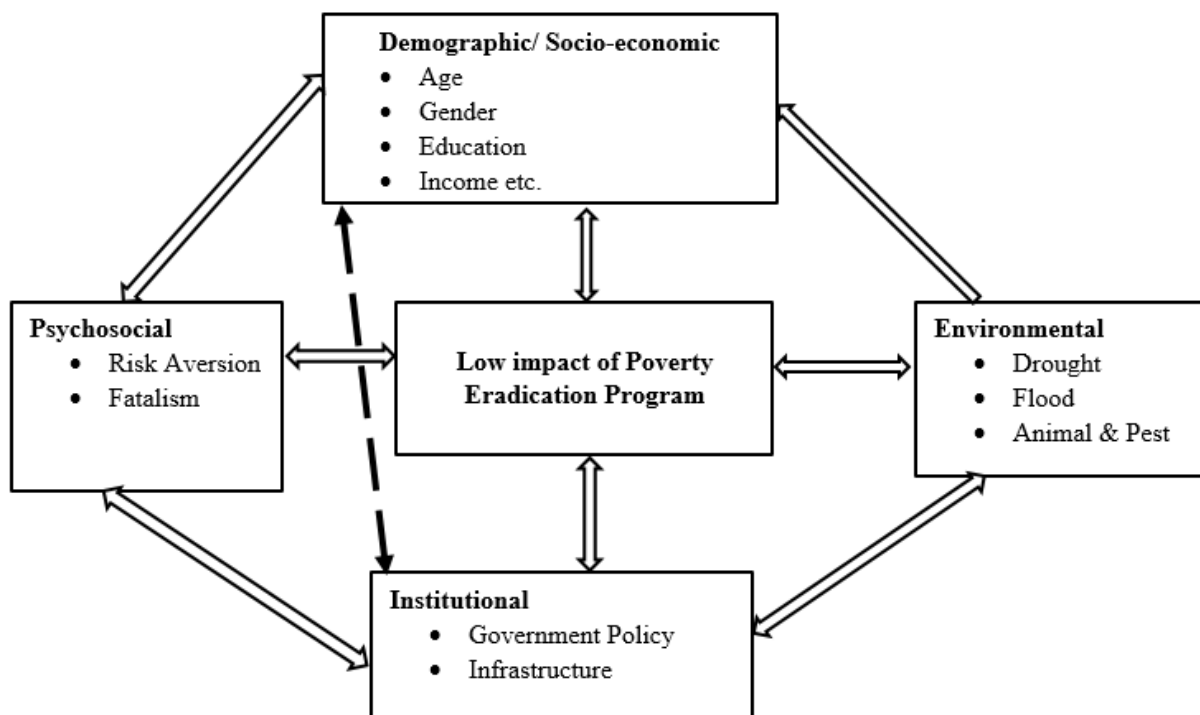 Demographic/ Socio-economic
• Age
• Gender
• Education
• Income etc.
Psychosocial
• Risk Aversion
• Fatalism
Low impact of Poverty
Eradication Program
Environmental
• Drought
• Flood
• Animal & Pest
Institutional
• Government Policy
• Infrastructure